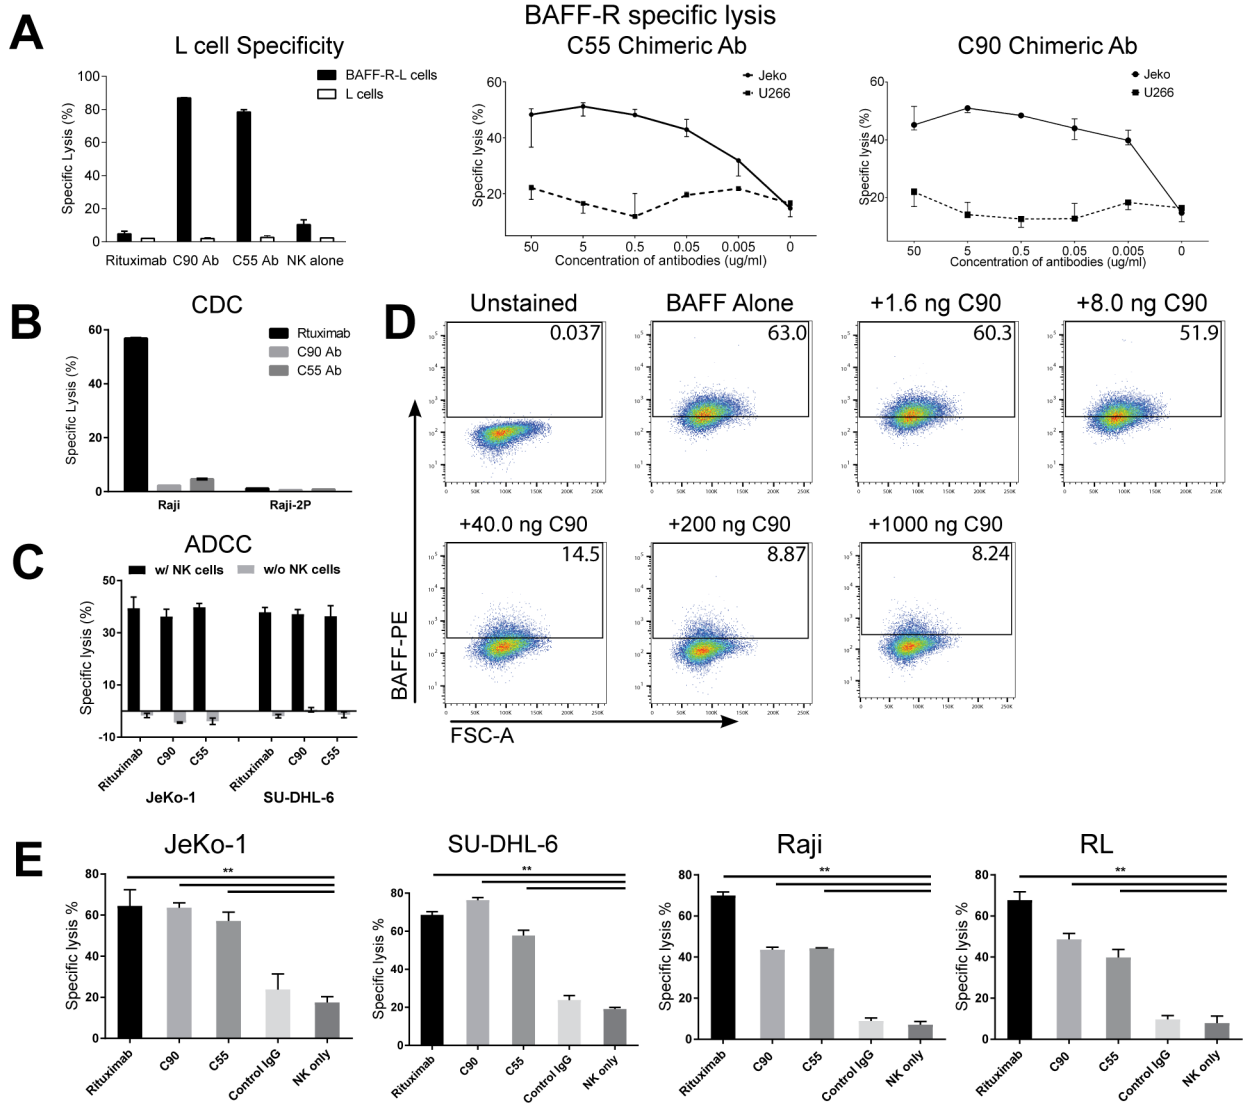 BAFF-R specific lysis
A
L cell Specificity
C55 Chimeric Ab
C90 Chimeric Ab
BAFF-R-L cells
L cells
Specific Lysis (%)
100
80
60
40
20
0
Rituximab C90 Ab C55 Ab NK alone
Jeko
U266
Specific lysis (%)
60
40
20
50 5 0.5 0.05 0.005 0
Concentration of antibodies (ug/ml)
Jeko
U266
Specific lysis (%)
60
40
20
50 5 0.5 0.05 0.005 0
Concentration of antibodies (ug/ml)
B
CDC
Rtuximab
C90 Ab
C55 Ab
Specific Lysis (%)
60
40
20
0
Raji Raji-2P
C
ADCC
w/ NK cells w/o NK cells
Specific lysis (%)
50
30
10
-10
Rituximab C90 C55 Rituximab C90 C55
JeKo-1 SU-DHL-6
D
Unstained BAFF Alone +1.6 ng C90 +8.0 ng C90
0.037 63.0 60.3 51.9
+40.0 ng C90 +200 ng C90 +1000 ng C90
14.5 8.87 8.24
BAFF-PE
FSC-A
E
JeKo-1
**
Specific lysis %
80
60
40
20
0
Rituximab C90 C55 Control IgG NK only
SU-DHL-6
**
Specific lysis %
80
60
40
20
0
Rituximab C90 C55 Control IgG NK only
Raji
**
Specific lysis %
80
60
40
20
0
Rituximab C90 C55 Control IgG NK only
RL
**
Specific lysis %
80
60
40
20
0
Rituximab C90 C55 Control IgG NK only